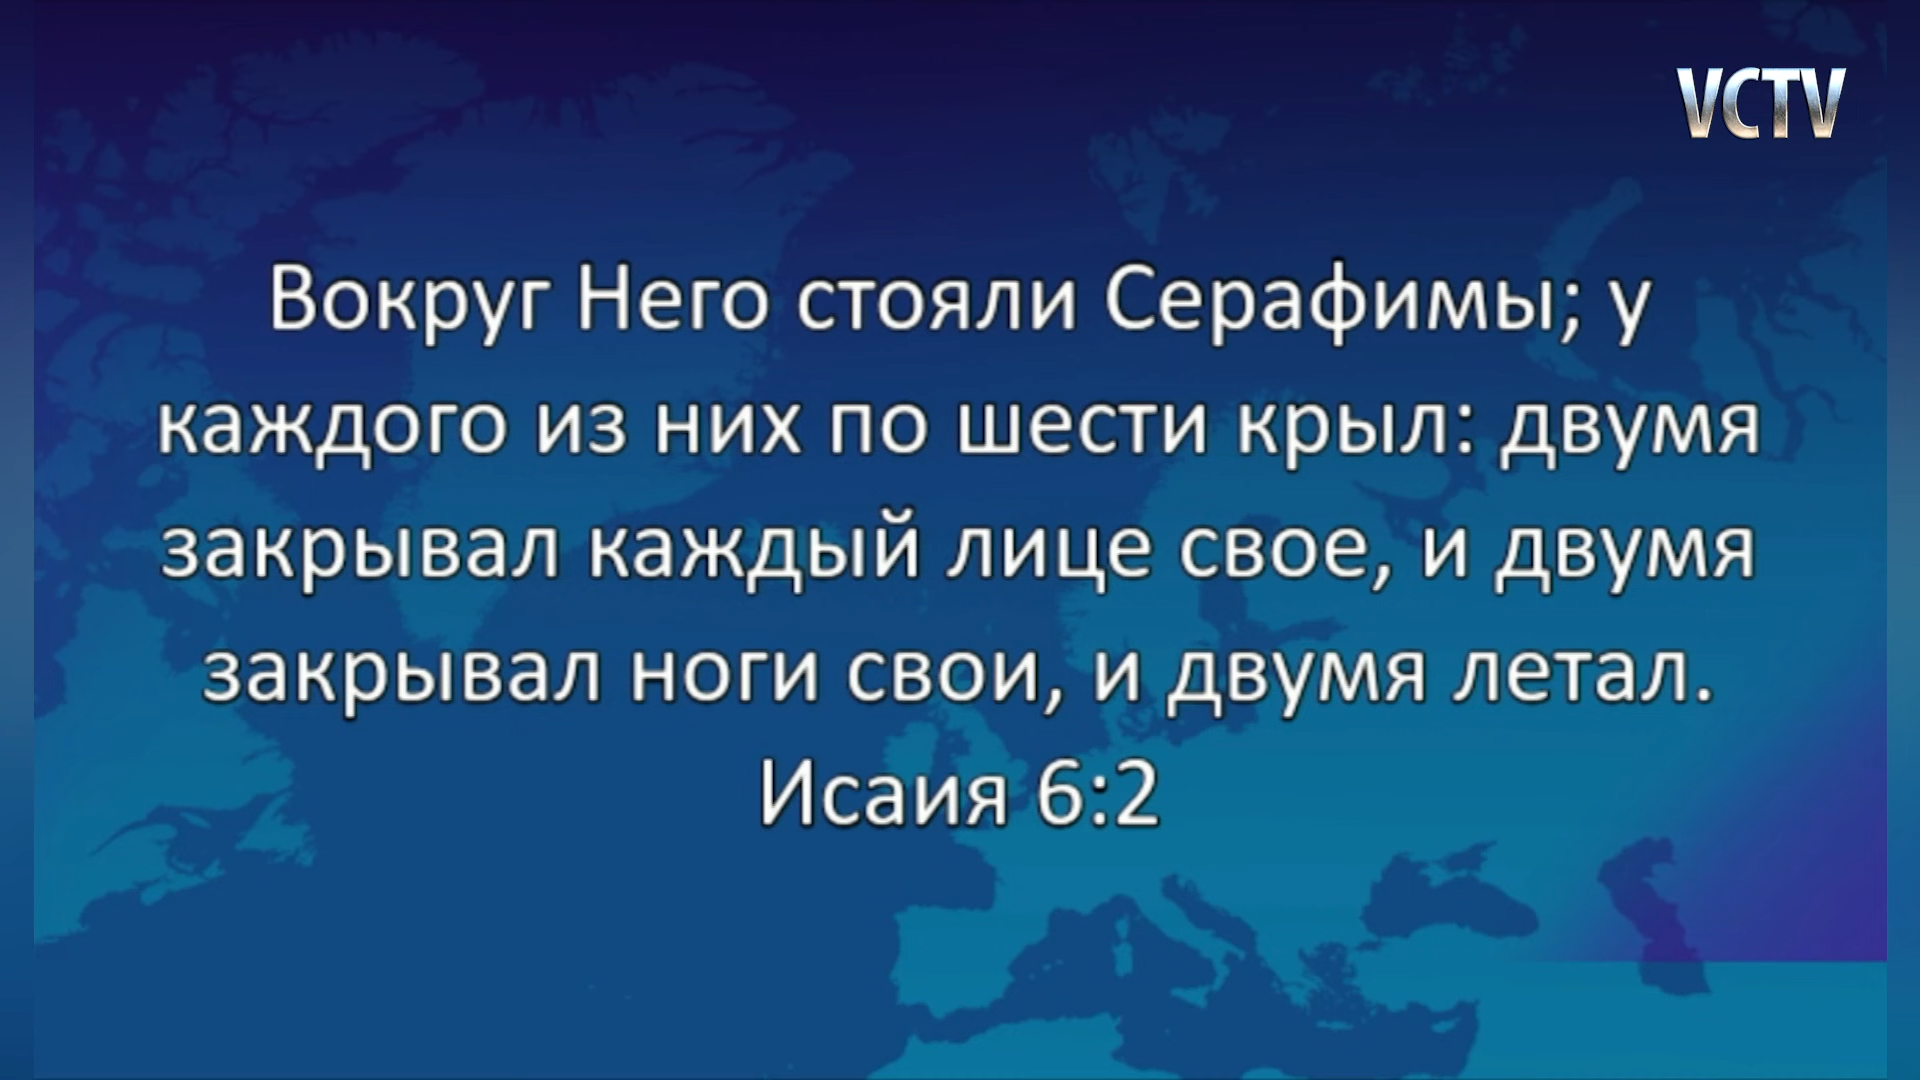 VCTV
Вокруг Него стояли Серафимы; у
каждого из них по шести крыл: двумя
закрывал каждый лице свое, и двумя
закрывал ноги свои, и двумя летал.
Исаия 6:2